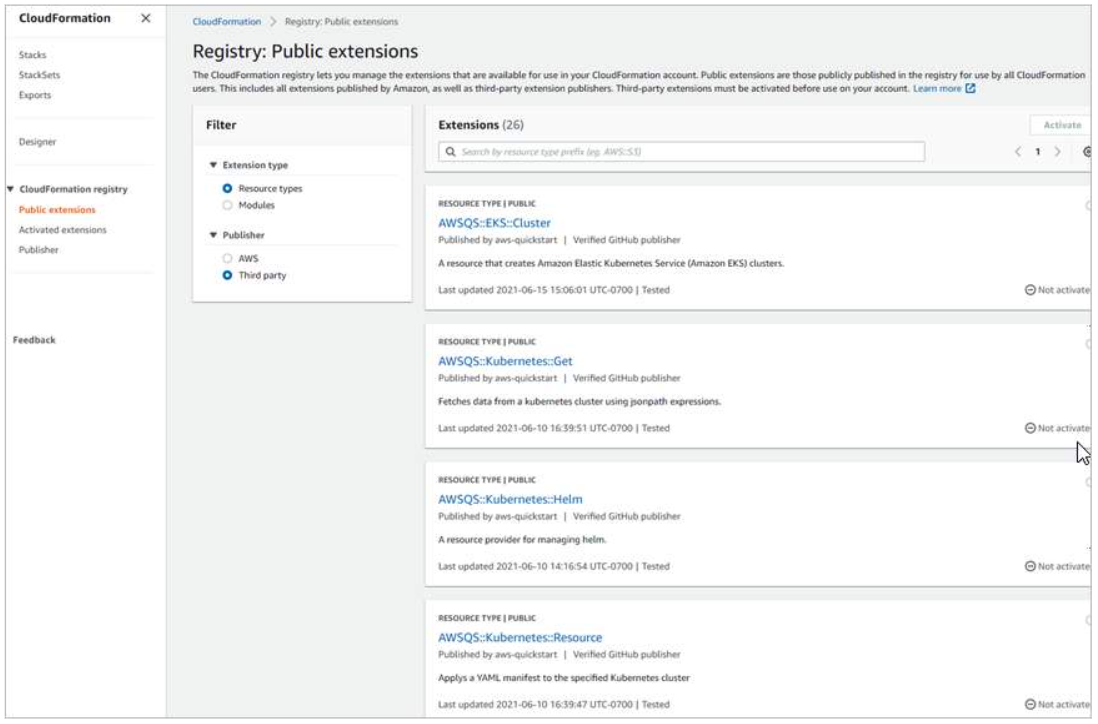 CloudFormation
Stacks
StackSets
Exports
Designer
CloudFormation registry
Public extensions
Activated extensions
Publisher
Feedback
CloudFormation > Registry: Public extensions
Registry: Public extensions
The CloudFormation registry lets you manage the extensions that are available for use in your CloudFormation account. Public extensions are those publicly published in the registry for use by all CloudFormation
users. This includes all extensions published by Amazon, as well as third-party extension publishers. Third-party extensions must be activated before use on your account. Learn more
Filter
Extension type
Resource types
Modules
Publisher
AWS
Third party
Extensions (26)
Activate
Search by resource type prefix (eg. AWS::S3)
< 1 >
RESOURCE TYPE | PUBLIC
AWSQS::EKS::Cluster
Published by aws-quickstart | Verified GitHub publisher
A resource that creates Amazon Elastic Kubernetes Service (Amazon EKS) clusters.
Last updated 2021-06-15 15:06:01 UTC-0700 | Tested
Not activate
RESOURCE TYPE | PUBLIC
AWSQS::Kubernetes::Get
Published by aws-quickstart | Verified GitHub publisher
Fetches data from a kubernetes cluster using jsonpath expressions.
Last updated 2021-06-10 16:39:51 UTC-0700 | Tested
Not activate
RESOURCE TYPE | PUBLIC
AWSQS::Kubernetes::Helm
Published by aws-quickstart | Verified GitHub publisher
A resource provider for managing helm.
Last updated 2021-06-10 14:16:54 UTC-0700 | Tested
Not activate
RESOURCE TYPE | PUBLIC
AWSQS::Kubernetes::Resource
Published by aws-quickstart | Verified GitHub publisher
Applys a YAML manifest to the specified Kubernetes cluster
Last updated 2021-06-10 16:39:47 UTC-0700 | Tested
Not activate